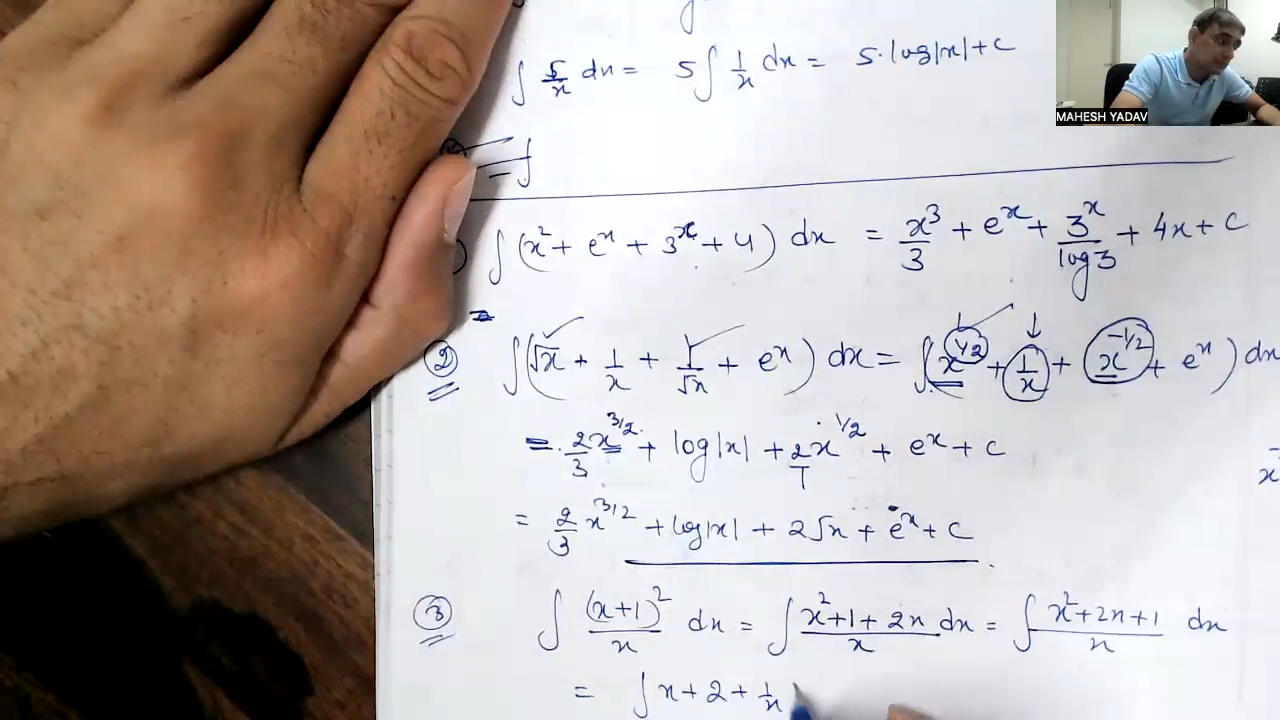 ∫ 5/x dx = 5∫ 1/x dx = 5·log|x| + c
MAHESH YADAV
∫
∫(x² + eˣ + 3ˣ + 4) dx = x³/3 + eˣ + 3ˣ/log3 + 4x + c
② ∫(√x + 1/x + 1/√x + eˣ) dx = ∫(x^1/2 + 1/x + x^-1/2 + eˣ) dx
= 2/3 x^3/2 + log|x| + 2/1 x^1/2 + eˣ + c
= 2/3 x^3/2 + log|x| + 2√x + eˣ + c
③ ∫ (x+1)²/x dx = ∫ x²+1+2x/x dx = ∫ x²+2x+1/x dx
= ∫ x + 2 + 1/x